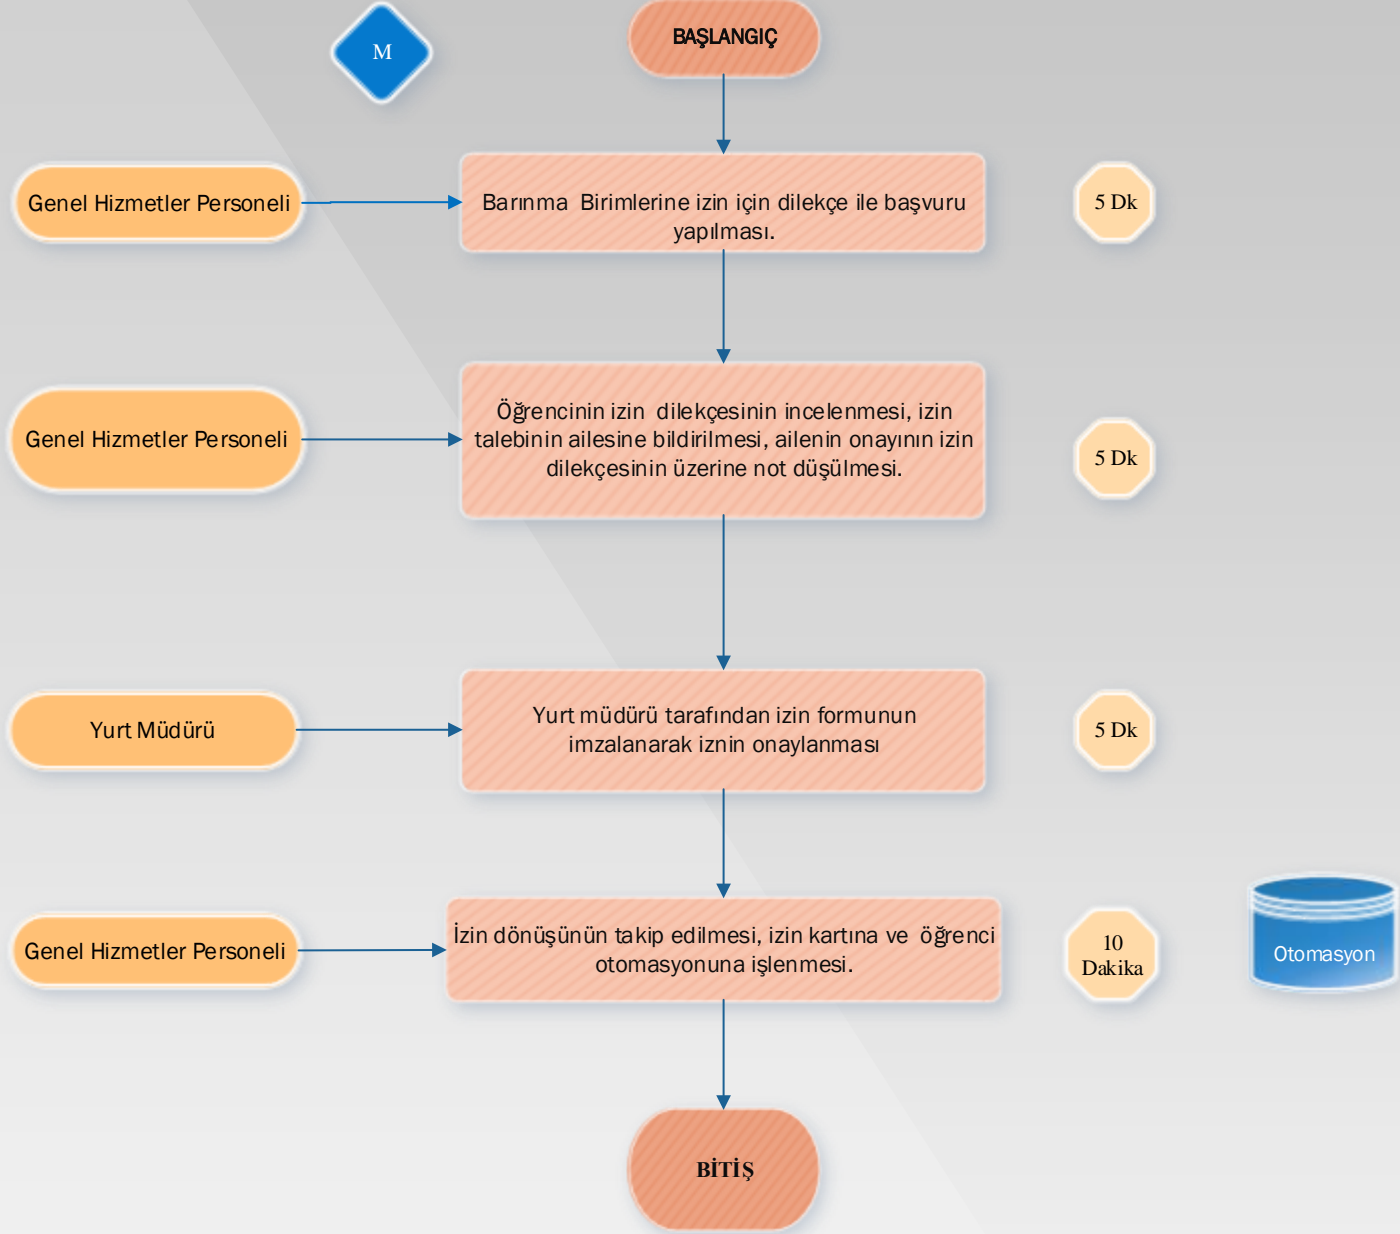 M
BAŞLANGIÇ
Genel Hizmetler Personeli
Barınma Birimlerine izin için dilekçe ile başvuru
yapılması.
5 Dk
Genel Hizmetler Personeli
Öğrencinin izin dilekçesinin incelenmesi, izin
talebinin ailesine bildirilmesi, ailenin onayının izin
dilekçesinin üzerine not düşülmesi.
5 Dk
Yurt Müdürü
Yurt müdürü tarafından izin formunun
imzalanarak iznin onaylanması
5 Dk
Genel Hizmetler Personeli
İzin dönüşünün takip edilmesi, izin kartına ve öğrenci
otomasyonuna işlenmesi.
10
Dakika
Otomasyon
BİTİŞ